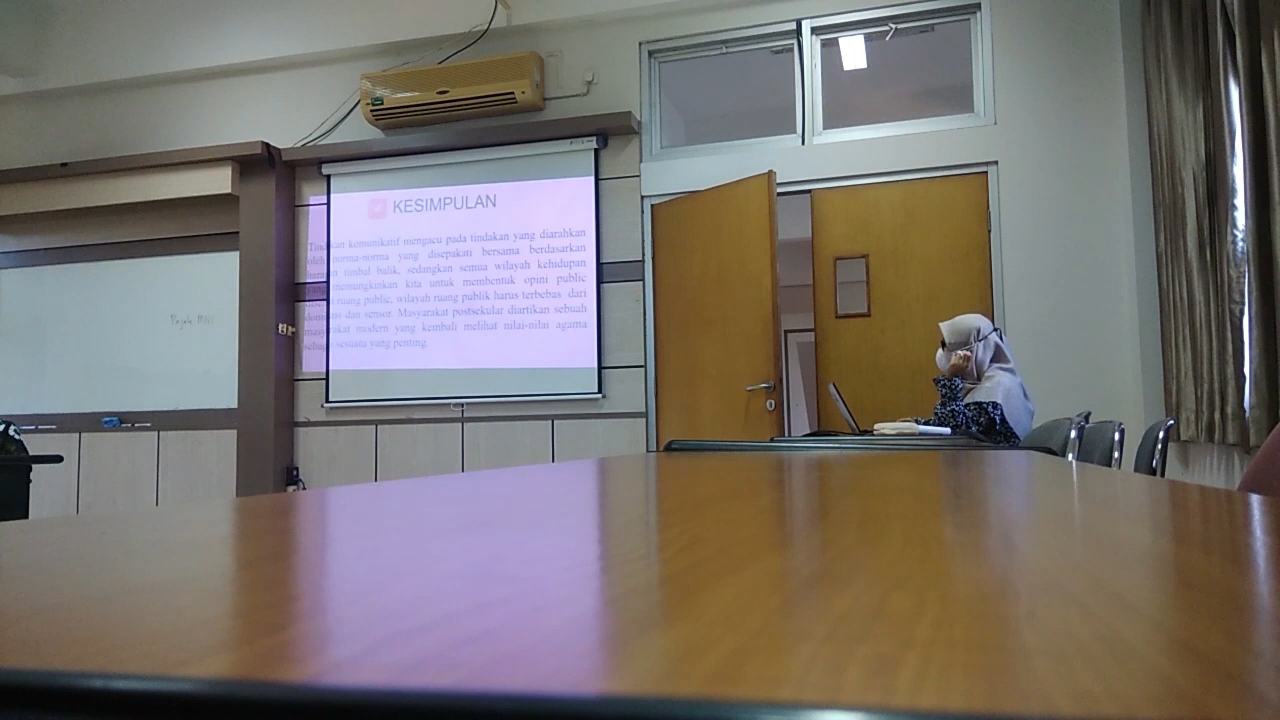 KESIMPULAN
Tindakan komunikatif mengacu pada tindakan yang diarahkan
oleh norma-norma yang disepakati bersama berdasarkan
harapan timbal balik, sedangkan semua wilayah kehidupan
yang memungkinkan kita untuk membentuk opini public
ruang public, wilayah ruang publik harus terbebas dari
dominasi dan sensor. Masyarakat postsekular diartikan sebuah
masyarakat modern yang kembali melihat nilai-nilai agama
sebagai sesuatu yang penting.